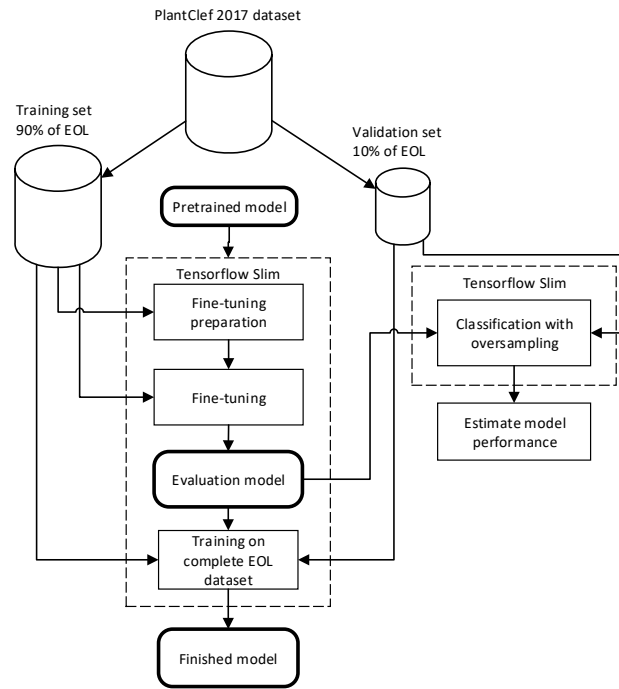 PlantClef 2017 dataset
Training set
90% of EOL
Validation set
10% of EOL
Pretrained model
Tensorflow Slim
Fine-tuning
preparation
Fine-tuning
Evaluation model
Training on
complete EOL
dataset
Finished model
Tensorflow Slim
Classification with
oversampling
Estimate model
performance